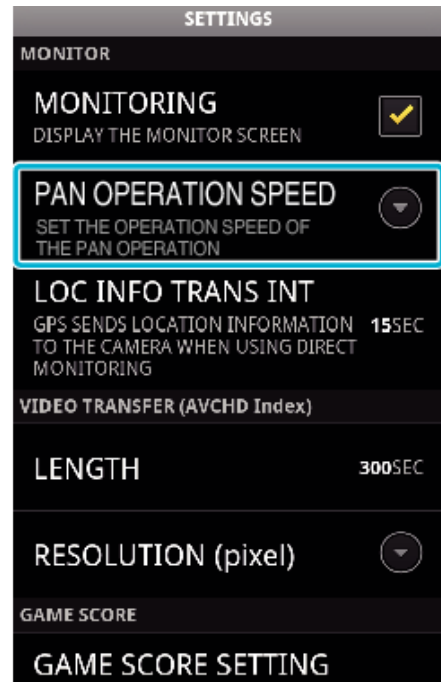 SETTINGS
MONITOR
MONITORING
DISPLAY THE MONITOR SCREEN
PAN OPERATION SPEED
SET THE OPERATION SPEED OF
THE PAN OPERATION
LOC INFO TRANS INT
GPS SENDS LOCATION INFORMATION 15SEC
TO THE CAMERA WHEN USING DIRECT
MONITORING
VIDEO TRANSFER (AVCHD Index)
LENGTH 300SEC
RESOLUTION (pixel)
GAME SCORE
GAME SCORE SETTING